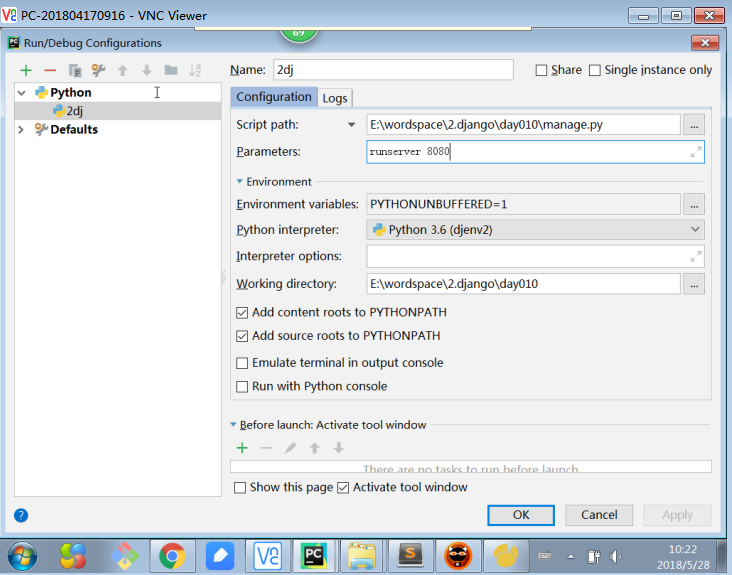 PC-201804170916 - VNC Viewer
69
Run/Debug Configurations
Name: 2dj Share Single instance only
Python
2dj
Defaults
Configuration Logs
Script path: E:\wordspace\2.django\day010\manage.py ...
Parameters: runserver 8080
Environment
Environment variables: PYTHONUNBUFFERED=1 ...
Python interpreter: Python 3.6 (djenv2)
Interpreter options:
Working directory: E:\wordspace\2.django\day010 ...
Add content roots to PYTHONPATH
Add source roots to PYTHONPATH
Emulate terminal in output console
Run with Python console
Before launch: Activate tool window
There are no tasks to run before launch
Show this page Activate tool window
OK Cancel Apply
10:22
2018/5/28